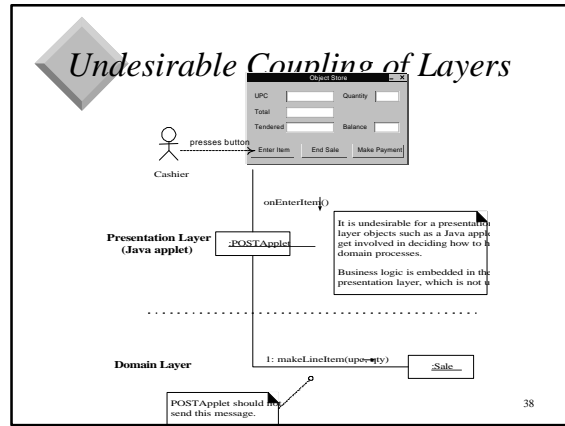 Undesirable Coupling of Layers
Object Store
UPC Quantity
Total
Tendered Balance
presses button
Enter Item End Sale Make Payment
Cashier
onEnterItem()
It is undesirable for a
layer objects such as a Java
get involved in deciding how to
domain processes.
Business logic is embedded in
presentation layer, which is not
Presentation Layer
(Java applet)
:POSTApplet
Domain Layer
1: makeLineItem(upc, qty)
:Sale
POSTApplet should not
send this message.
38